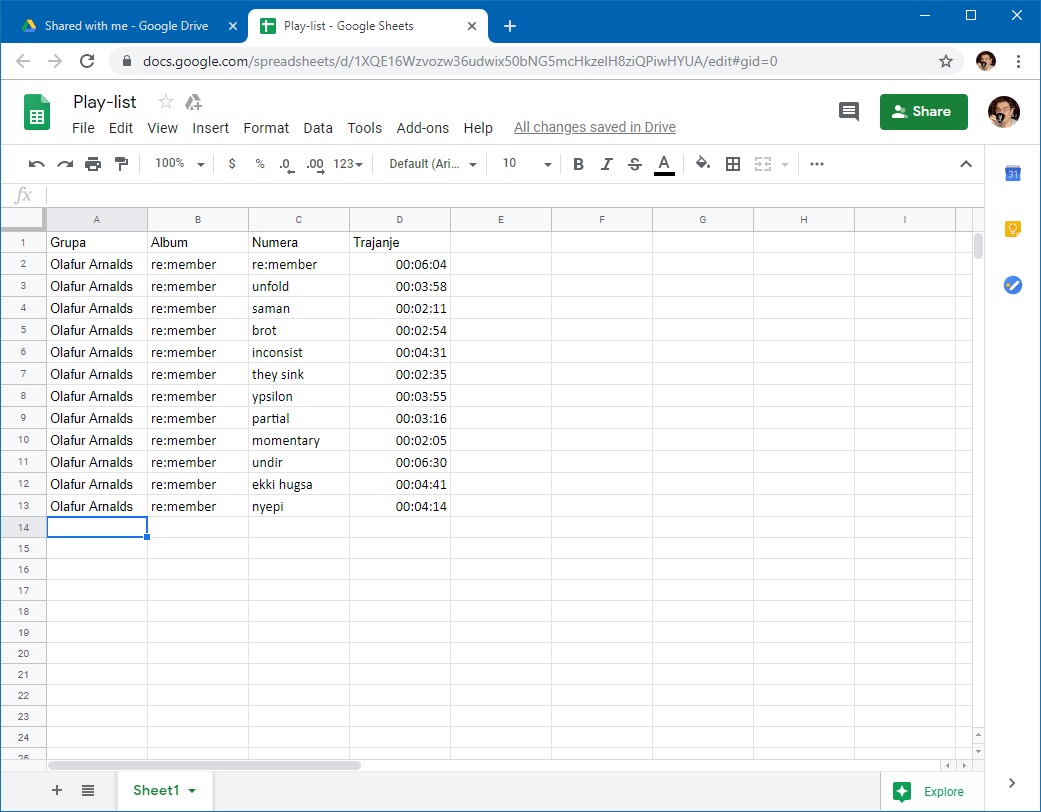 Shared with me - Google Drive
Play-list - Google Sheets
docs.google.com/spreadsheets/d/1XQE16Wzvozw36udwix50bNG5mcHkzeIH8ziQPiwHYUA/edit#gid=0
Play-list
File Edit View Insert Format Data Tools Add-ons Help All changes saved in Drive
Share
100% $ % .0 .00 123 Default (Ari... 10 B I S A
31
fx
A B C D E F G H I
1 Grupa Album Numera Trajanje
2 Olafur Arnalds re:member re:member 00:06:04
3 Olafur Arnalds re:member unfold 00:03:58
4 Olafur Arnalds re:member saman 00:02:11
5 Olafur Arnalds re:member brot 00:02:54
6 Olafur Arnalds re:member inconsist 00:04:31
7 Olafur Arnalds re:member they sink 00:02:35
8 Olafur Arnalds re:member ypsilon 00:03:55
9 Olafur Arnalds re:member partial 00:03:16
10 Olafur Arnalds re:member momentary 00:02:05
11 Olafur Arnalds re:member undir 00:06:30
12 Olafur Arnalds re:member ekki hugsa 00:04:41
13 Olafur Arnalds re:member nyepi 00:04:14
14
15
16
17
18
19
20
21
22
23
24
25
Sheet1
Explore